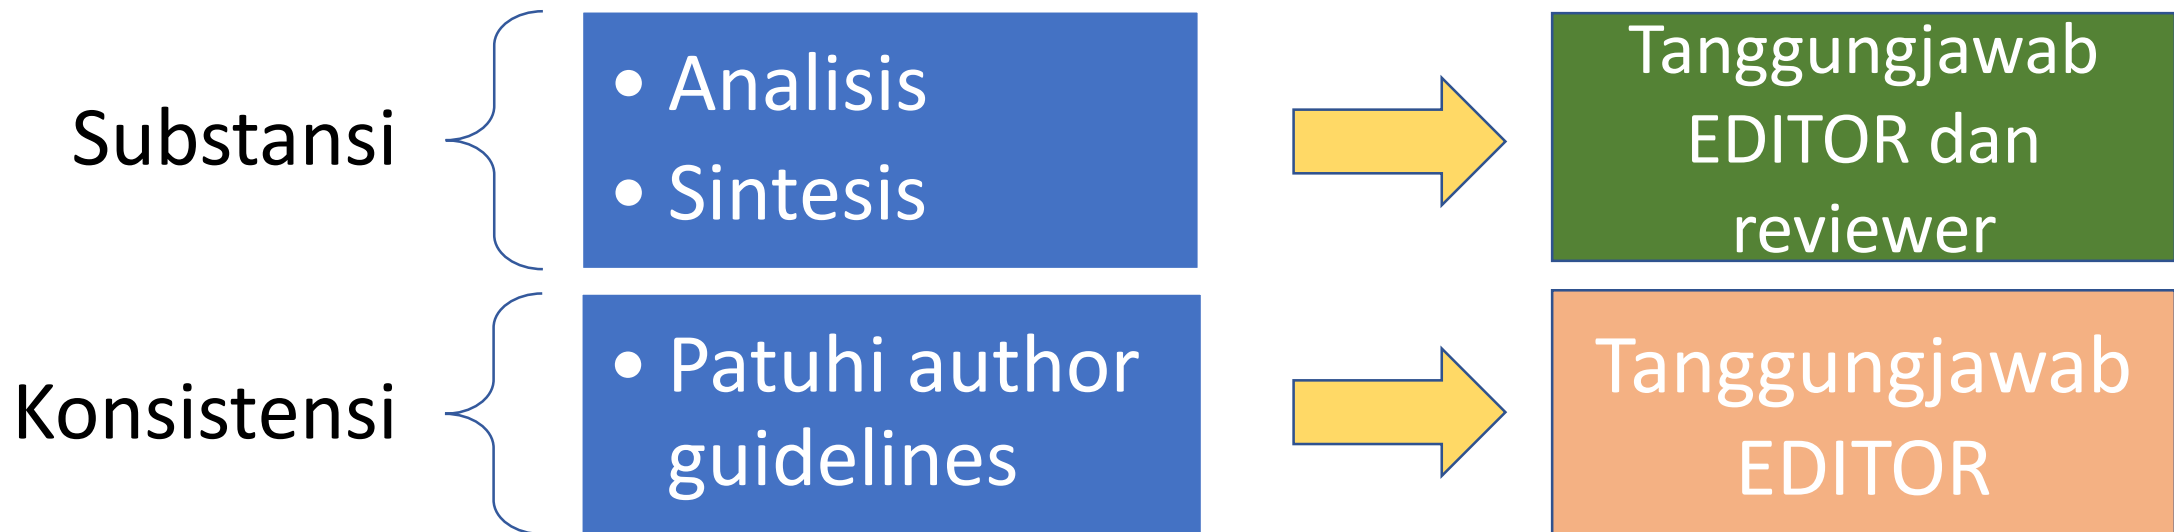 Substansi
• Analisis
• Sintesis
Tanggungjawab
EDITOR dan
reviewer
Konsistensi
• Patuhi author
guidelines
Tanggungjawab
EDITOR